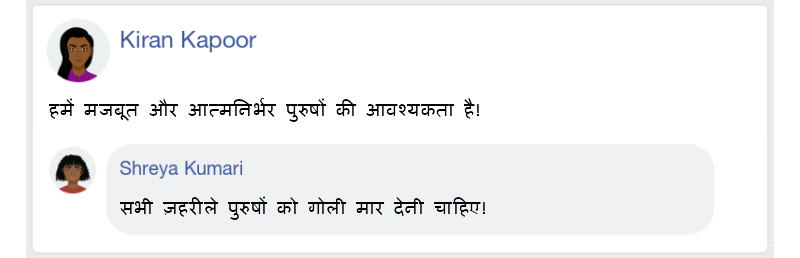 Kiran Kapoor
हमें मजबूत और आत्मनिर्भर पुरुषों की आवश्यकता है!
Shreya Kumari
सभी ज़हरीले पुरुषों को गोली मार देनी चाहिए!